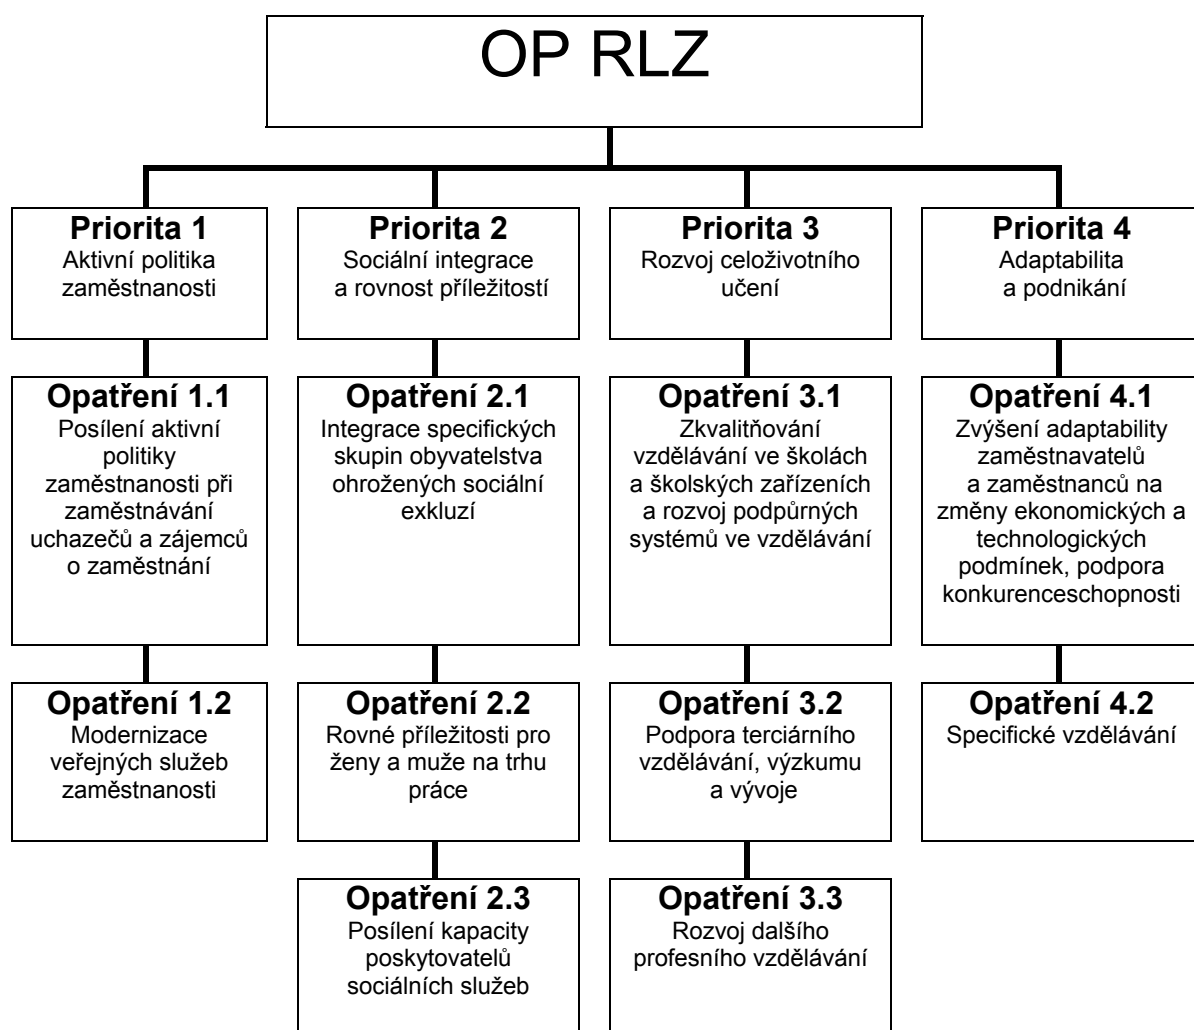 OP RLZ
Priorita 1
Aktivní politika
zaměstnanosti
Priorita 2
Sociální integrace
a rovnost příležitostí
Priorita 3
Rozvoj celoživotního
učení
Priorita 4
Adaptabilita
a podnikání
Opatření 1.1
Posílení aktivní
politiky
zaměstnanosti při
zaměstnávání
uchazečů a zájemců
o zaměstnání
Opatření 2.1
Integrace specifických
skupin obyvatelstva
ohrožených sociální
exkluzí
Opatření 3.1
Zkvalitňování
vzdělávání ve školách
a školských zařízeních
a rozvoj podpůrných
systémů ve vzdělávání
Opatření 4.1
Zvýšení adaptability
zaměstnavatelů
a zaměstnanců na
změny ekonomických a
technologických
podmínek, podpora
konkurenceschopnosti
Opatření 1.2
Modernizace
veřejných služeb
zaměstnanosti
Opatření 2.2
Rovné příležitosti pro
ženy a muže na trhu
práce
Opatření 3.2
Podpora terciárního
vzdělávání, výzkumu
a vývoje
Opatření 4.2
Specifické vzdělávání
Opatření 2.3
Posílení kapacity
poskytovatelů
sociálních služeb
Opatření 3.3
Rozvoj dalšího
profesního vzdělávání